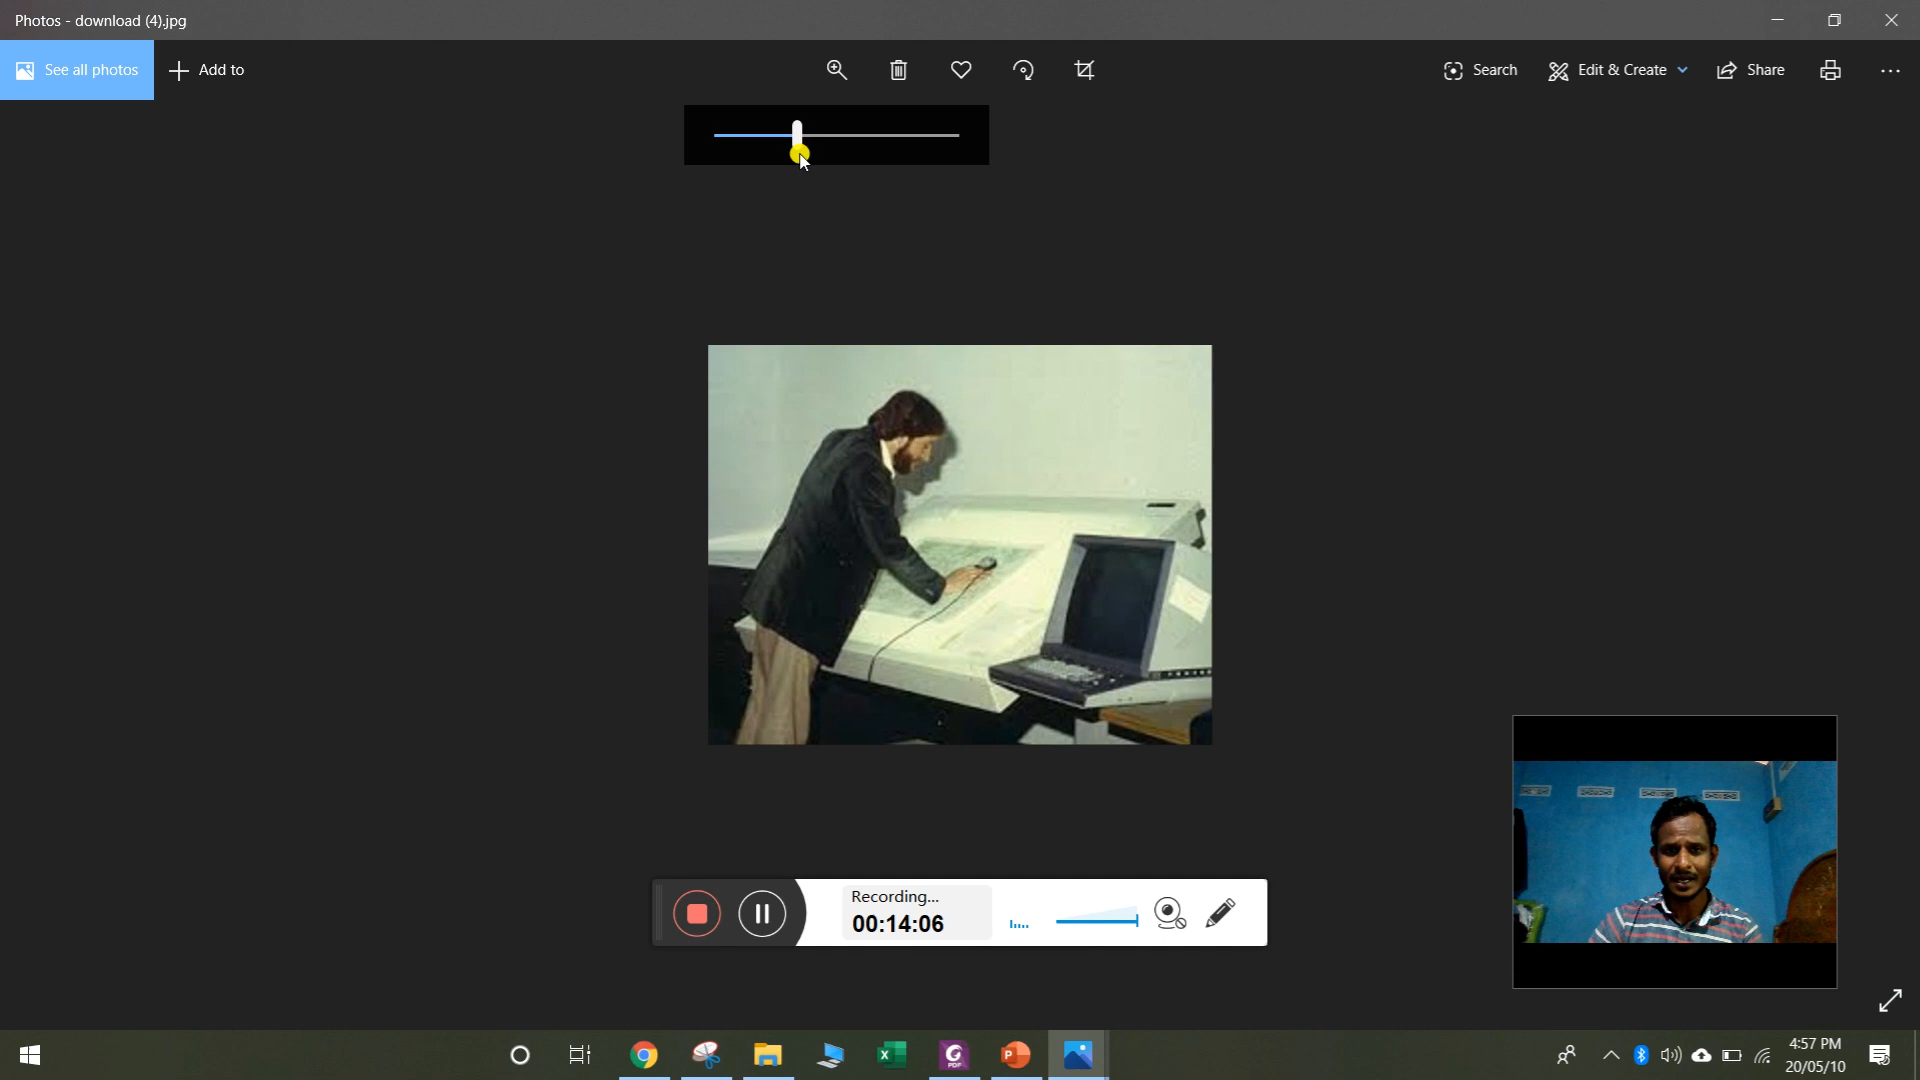 Photos - download (4).jpg
See all photos
Add to
Search
Edit & Create
Share
Recording...
00:14:06
PDF
4:57 PM
20/05/10